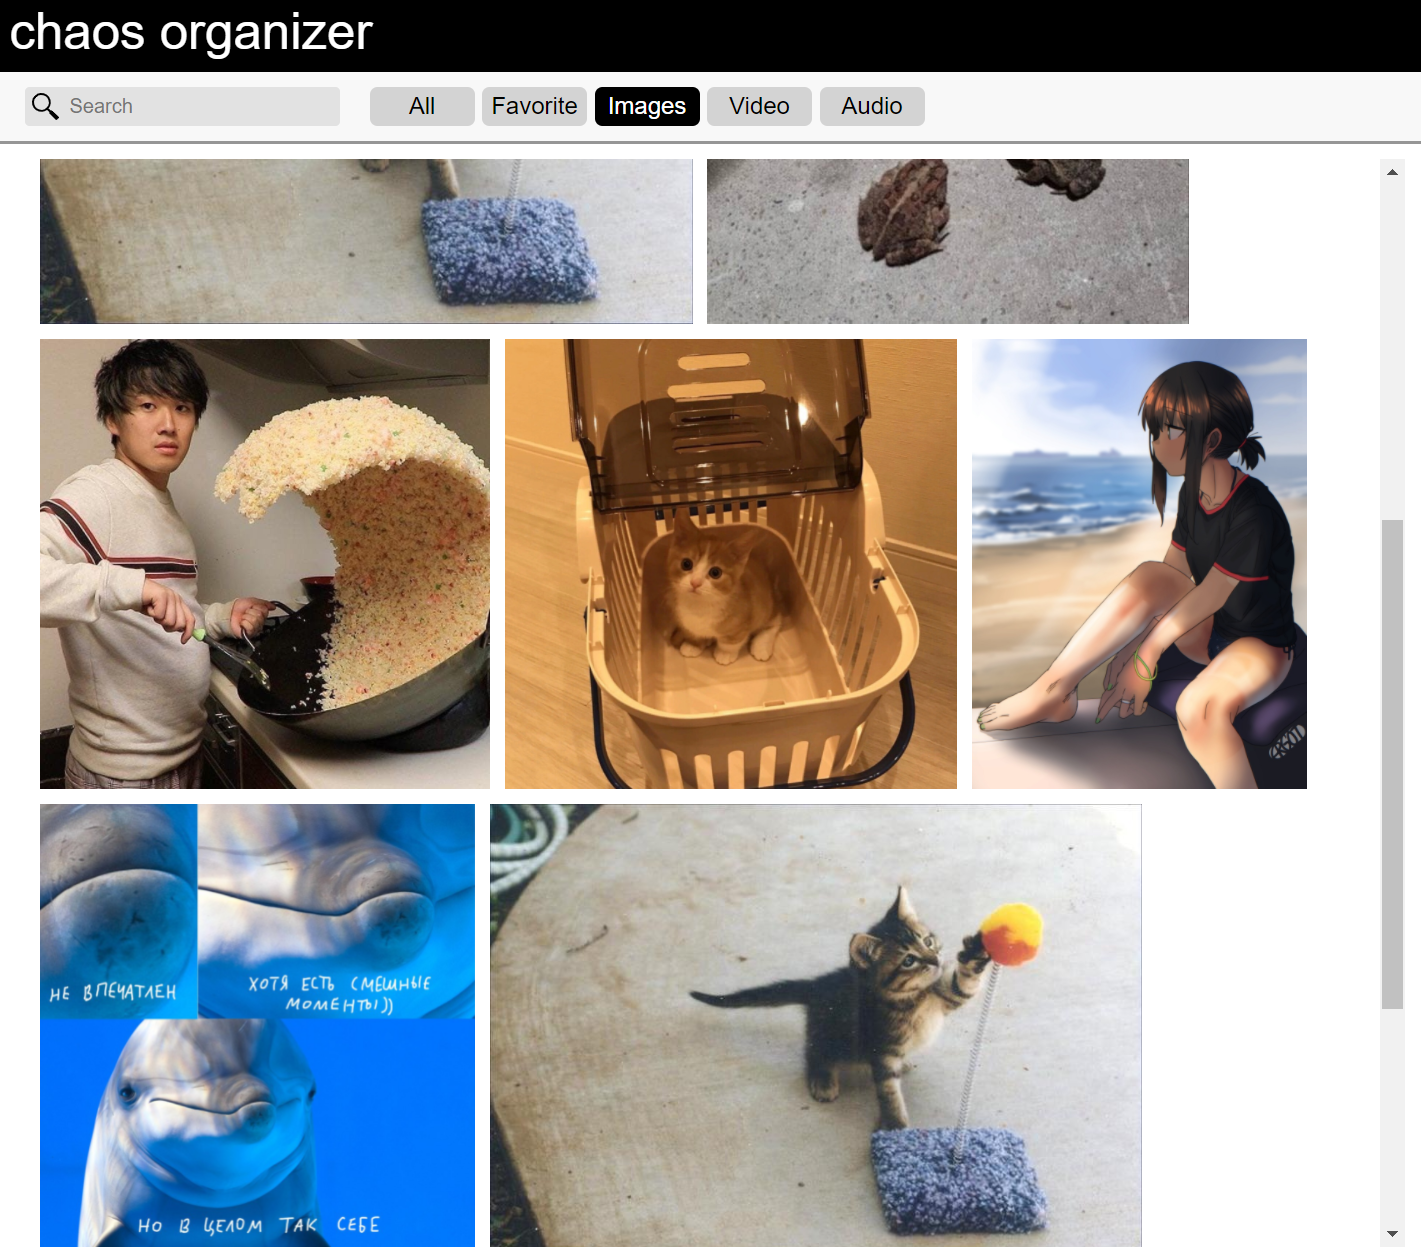 chaos organizer
Search
All
Favorite
Images
Video
Audio
НЕ ВПЕЧАТЛЕН
ХОТЯ ЕСТЬ СМЕШНЫЕ
МОМЕНТЫ))
НО В ЦЕЛОМ ТАК СЕБЕ